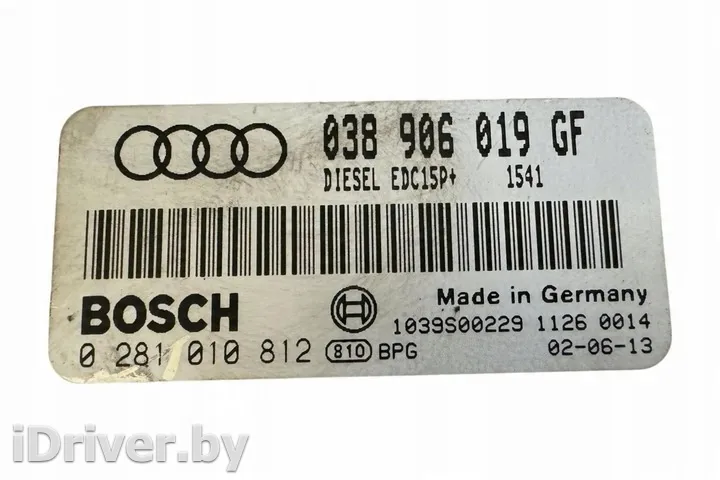 038 906 019 GF
DIESEL EDC15P+ 1541
BOSCH
Made in Germany
1039S00229 1126 0014
0 281 010 812 810 BPG 02-06-13
iDriver.by